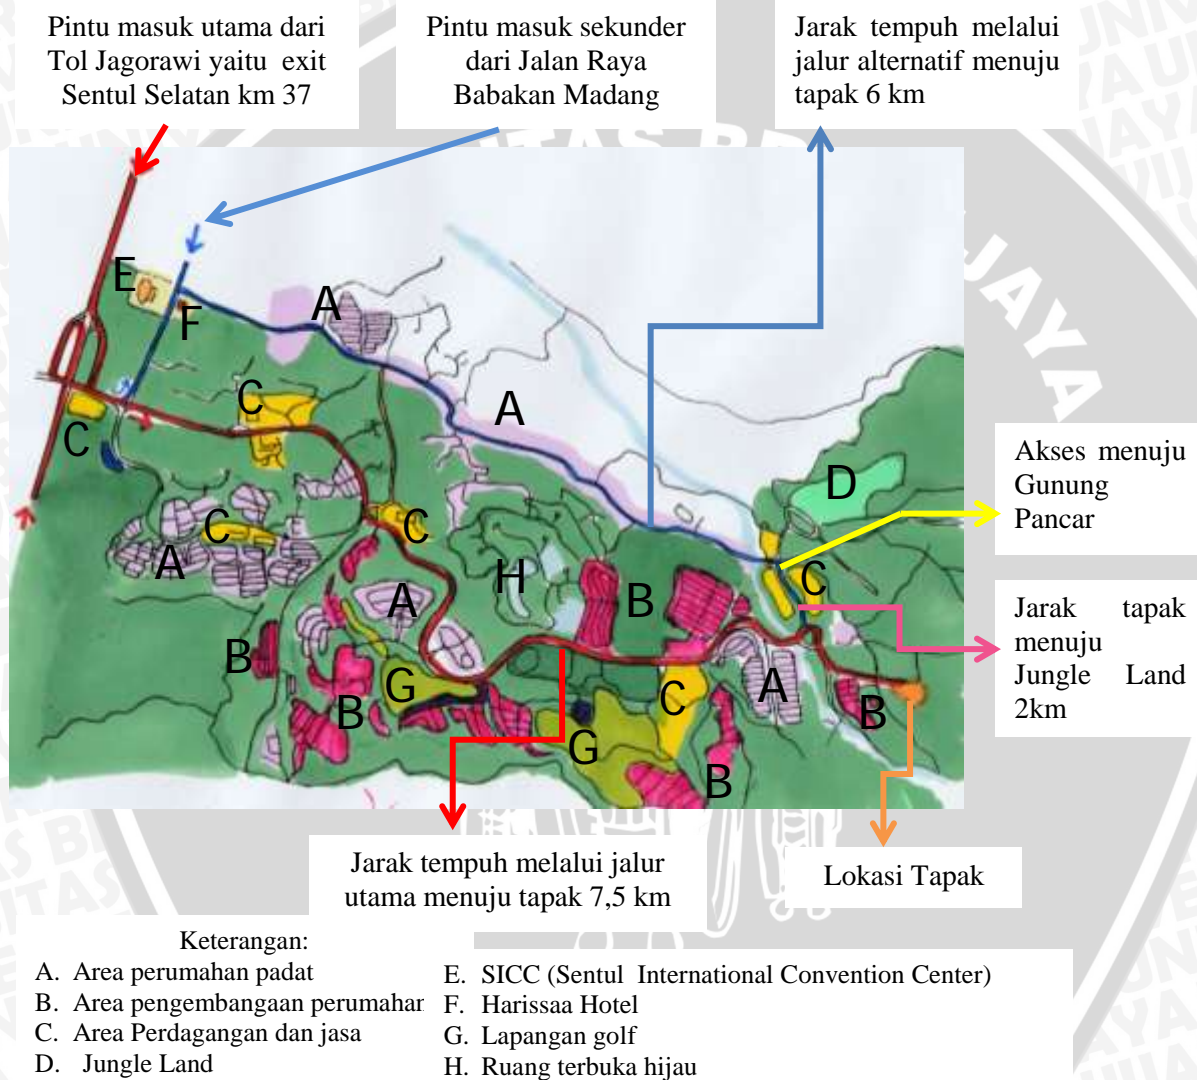 Pintu masuk utama dari
Tol Jagorawi yaitu exit
Sentul Selatan km 37
Pintu masuk sekunder
dari Jalan Raya
Babakan Madang
Jarak tempuh melalui
jalur alternatif menuju
tapak 6 km
E
F
A
C
A
C
D
C
C
A
A
H
B
C
B
G
B
G
C
A
B
B
Akses menuju
Gunung
Pancar
Jarak tapak
menuju
Jungle Land
2km
Jarak tempuh melalui jalur
utama menuju tapak 7,5 km
Lokasi Tapak
Keterangan:
A. Area perumahan padat
B. Area pengembangaan perumahan
C. Area Perdagangan dan jasa
D. Jungle Land
E. SICC (Sentul International Convention Center)
F. Harissaa Hotel
G. Lapangan golf
H. Ruang terbuka hijau